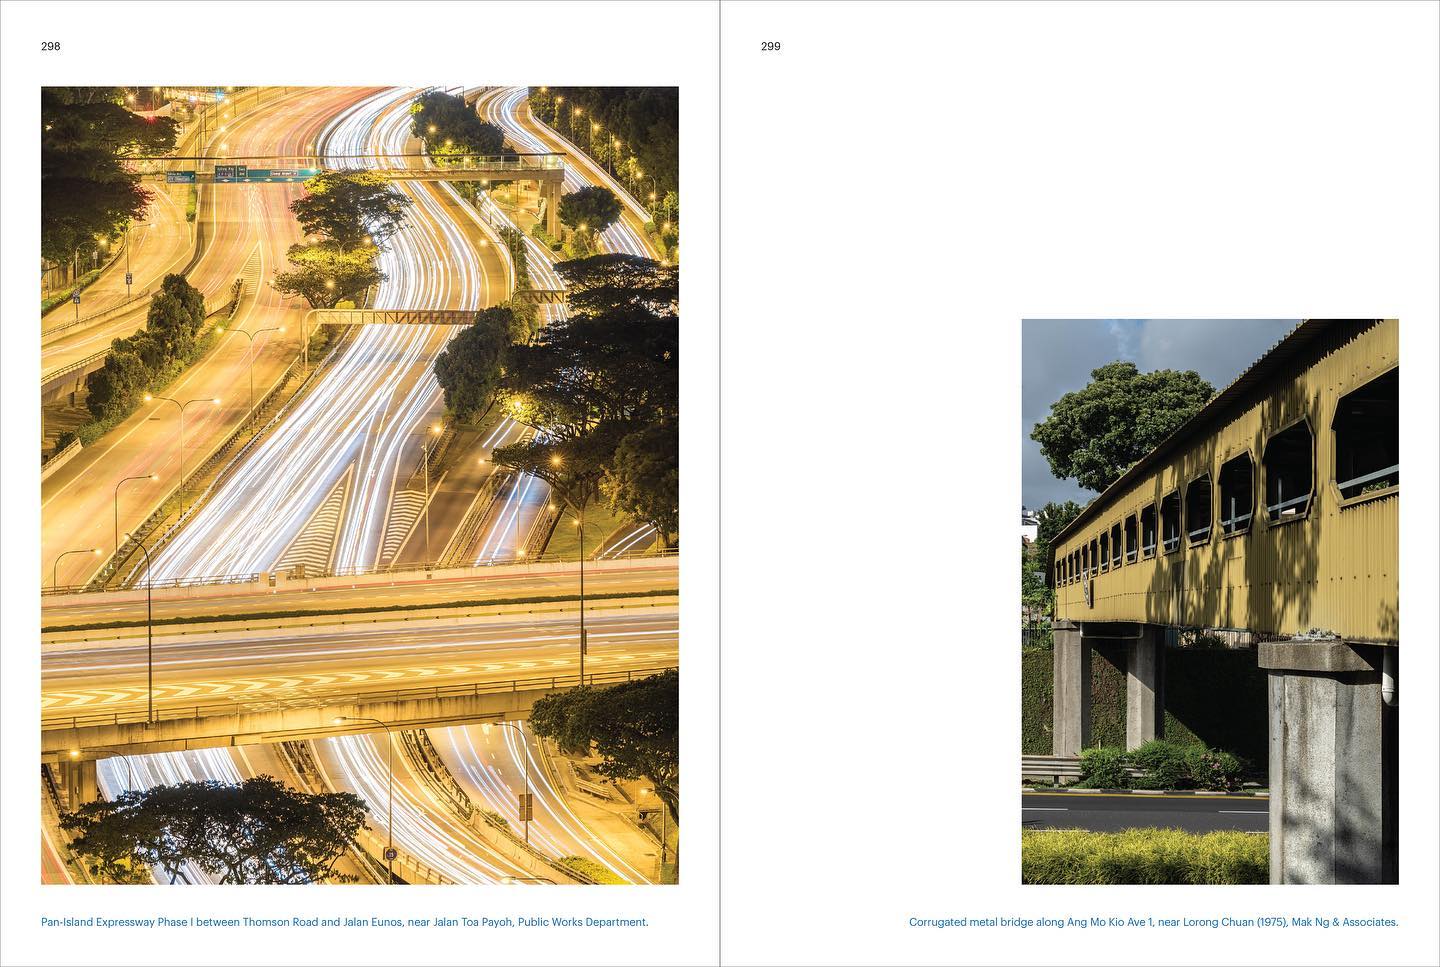 298
Pan-Island Expressway Phase I between Thomson Road and Jalan Eunos, near Jalan Toa Payoh, Public Works Department.
299
Corrugated metal bridge along Ang Mo Kio Ave 1, near Lorong Chuan (1975), Mak Ng & Associates.